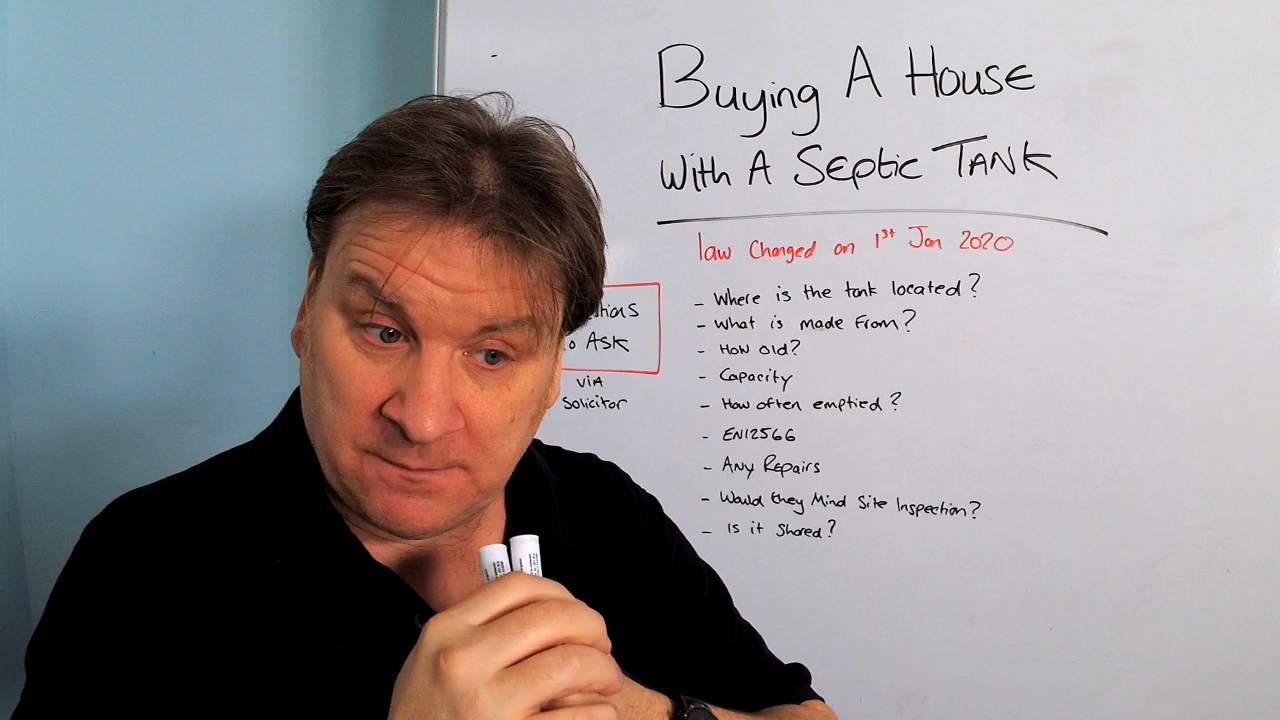 Buying A House
With A Septic Tank
law Changed on 1st Jan 2020
- Where is the tank located?
- What is made From?
- How old?
- Capacity
- How often emptied?
- EN12566
- Any Repairs
- Would they Mind Site Inspection?
- Is it Shared?
ASK
via
Solicitor